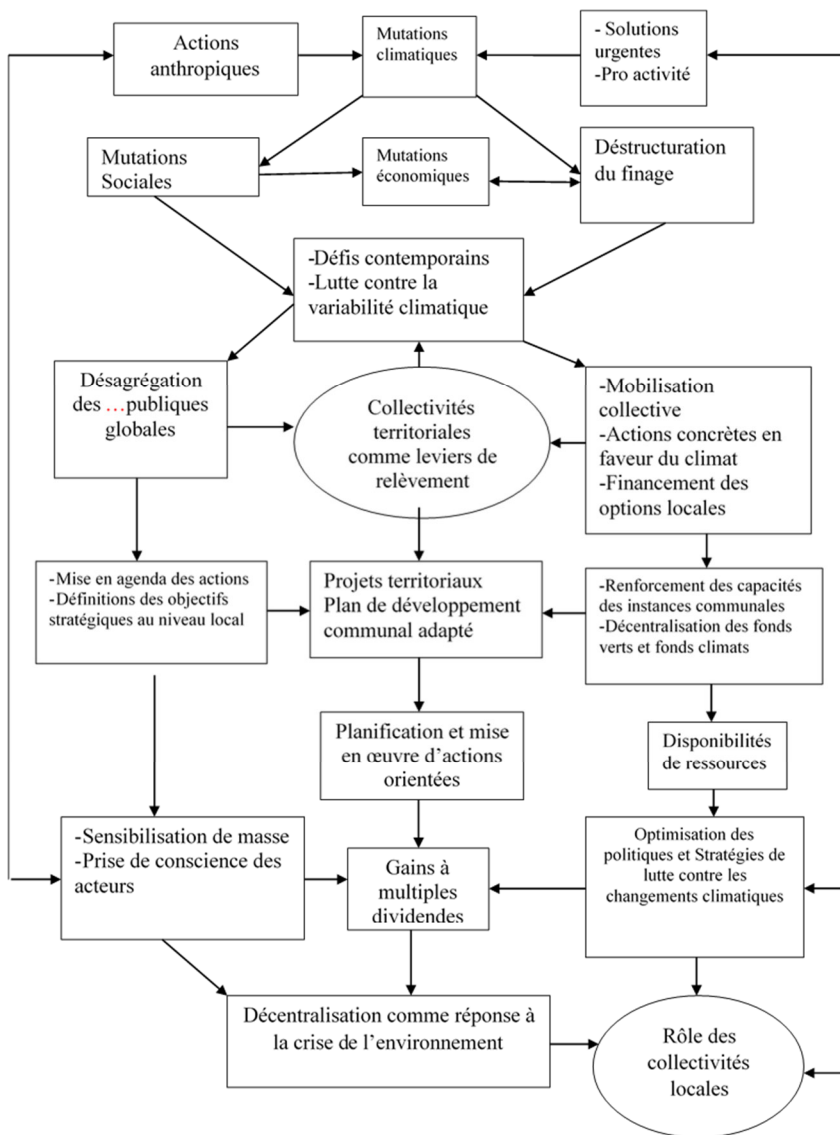 Actions
anthropiques
Mutations
climatiques
- Solutions
urgentes
-Pro activité
Mutations
Sociales
Mutations
économiques
Déstructuration
du finage
-Défis contemporains
-Lutte contre la
variabilité climatique
Désagrégation
des …publiques
globales
Collectivités
territoriales
comme leviers de
relèvement
-Mobilisation
collective
-Actions concrètes en
faveur du climat
-Financement des
options locales
-Mise en agenda des actions
-Définitions des objectifs
stratégiques au niveau local
Projets territoriaux
Plan de développement
communal adapté
-Renforcement des capacités
des instances communales
-Décentralisation des fonds
verts et fonds climats
Planification et mise
en œuvre d’actions
orientées
Disponibilités
de ressources
-Sensibilisation de masse
-Prise de conscience des
acteurs
Gains à
multiples
dividendes
Optimisation des
politiques et Stratégies de
lutte contre les
changements climatiques
Décentralisation comme réponse à
la crise de l’environnement
Rôle des
collectivités
locales